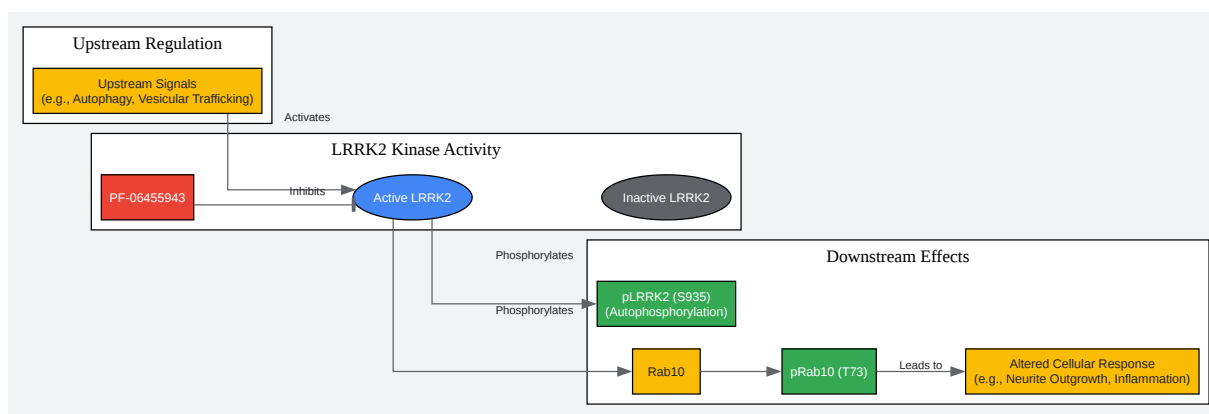 Upstream Regulation
Upstream Signals
(e.g., Autophagy, Vesicular Trafficking)
Activates
LRRK2 Kinase Activity
PF-06455943
Inhibits
Active LRRK2
Inactive LRRK2
Phosphorylates
Downstream Effects
pLRRK2 (S935)
(Autophosphorylation)
Phosphorylates
Rab10
pRab10 (T73)
Leads to
Altered Cellular Response
(e.g., Neurite Outgrowth, Inflammation)